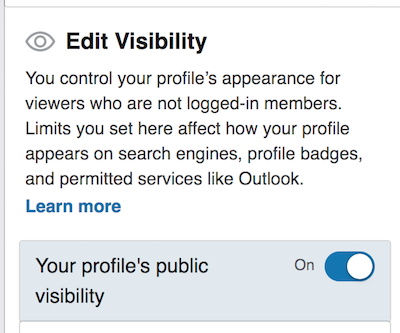 Edit Visibility
You control your profile’s appearance for
viewers who are not logged-in members.
Limits you set here affect how your profile
appears on search engines, profile badges,
and permitted services like Outlook.
Learn more
Your profile's public On
visibility